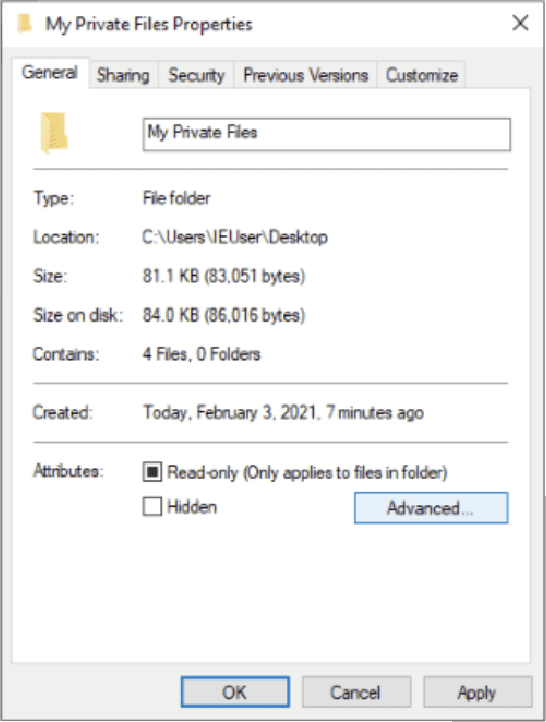 My Private Files Properties
General Sharing Security Previous Versions Customize
My Private Files
Type: File folder
Location: C:\Users\IEUser\Desktop
Size: 81.1 KB (83,051 bytes)
Size on disk: 84.0 KB (86,016 bytes)
Contains: 4 Files, 0 Folders
Created: Today, February 3, 2021, 7 minutes ago
Attributes: Read-only (Only applies to files in folder)
Hidden Advanced...
OK Cancel Apply